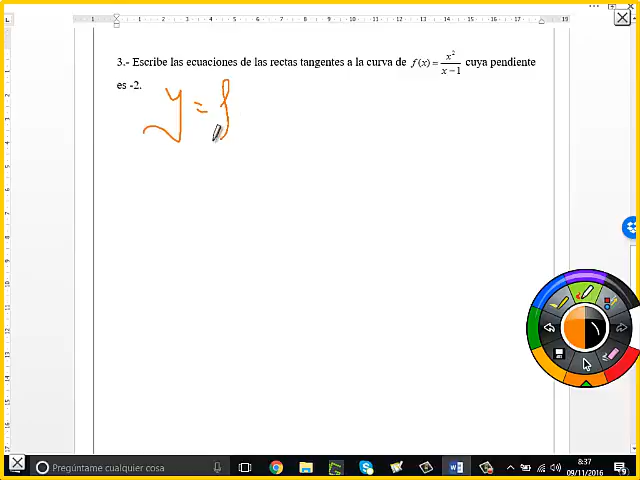 3.- Escribe las ecuaciones de las rectas tangentes a la curva de f(x) = x²/(x−1) cuya pendiente
es -2.
y = f
Pregúntame cualquier cosa
8:37
09/11/2016